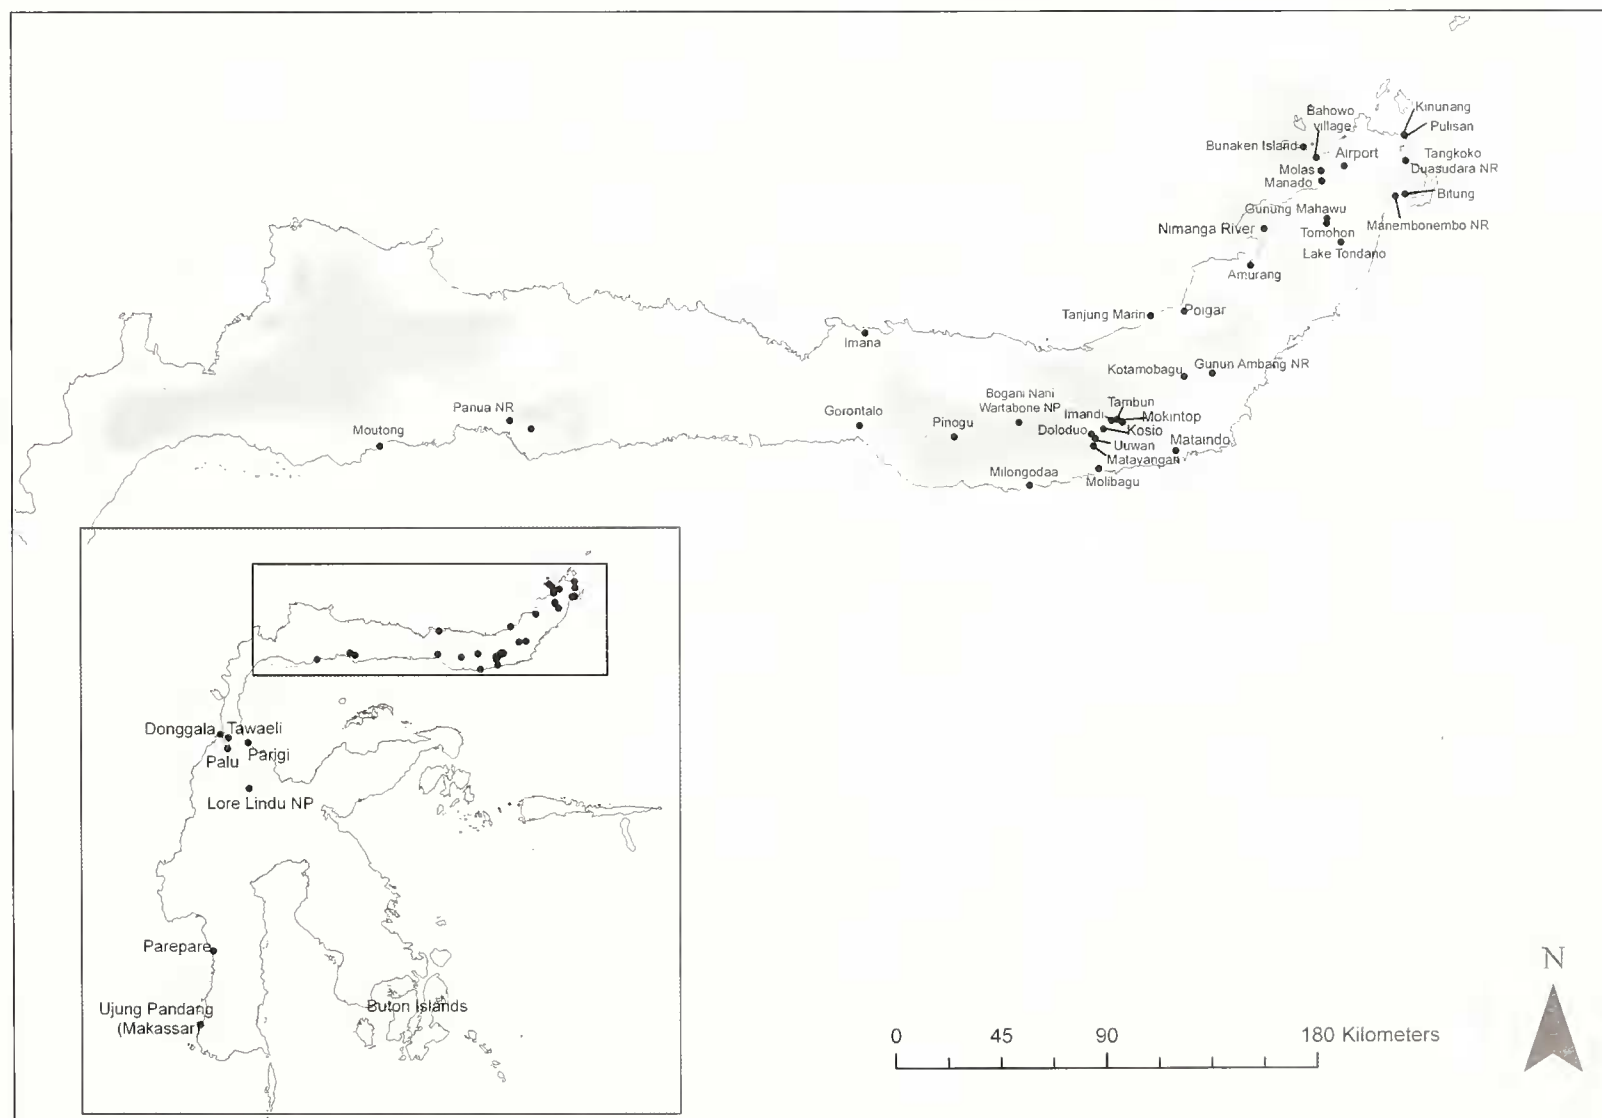 Bahowo
village
Kinunang
Pulisan
Bunaken Island
Airport
Tangkoko
Duasudara NR
Molas
Manado
Bitung
Gunung Mahawu
Manembonembo NR
Nimanga River
Tomohon
Lake Tondano
Amurang
Tanjung Marin
Poigar
Imana
Kotamobagu
Gunun Ambang NR
Bogani Nani
Wartabone NP
Tambun
Panua NR
Gorontalo
Imandi
Mokintop
Moutong
Pinogu
Doloduo
Kosio
Uuwan
Mataindo
Matayangan
Milongodaa
Molibagu
Donggala
Tawaeli
Palu
Parigi
Lore Lindu NP
Parepare
Ujung Pandang
(Makassar)
Buton Islands
N
0 45 90 180 Kilometers